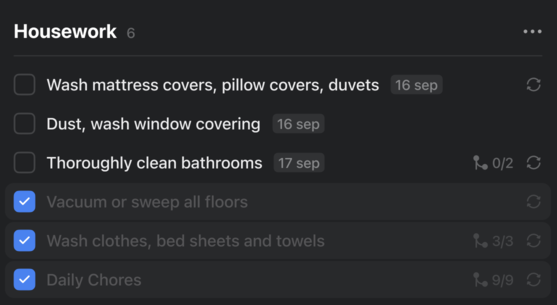 Housework 6
Wash mattress covers, pillow covers, duvets 16 sep
Dust, wash window covering 16 sep
Thoroughly clean bathrooms 17 sep 0/2
Vacuum or sweep all floors
Wash clothes, bed sheets and towels 3/3
Daily Chores 9/9